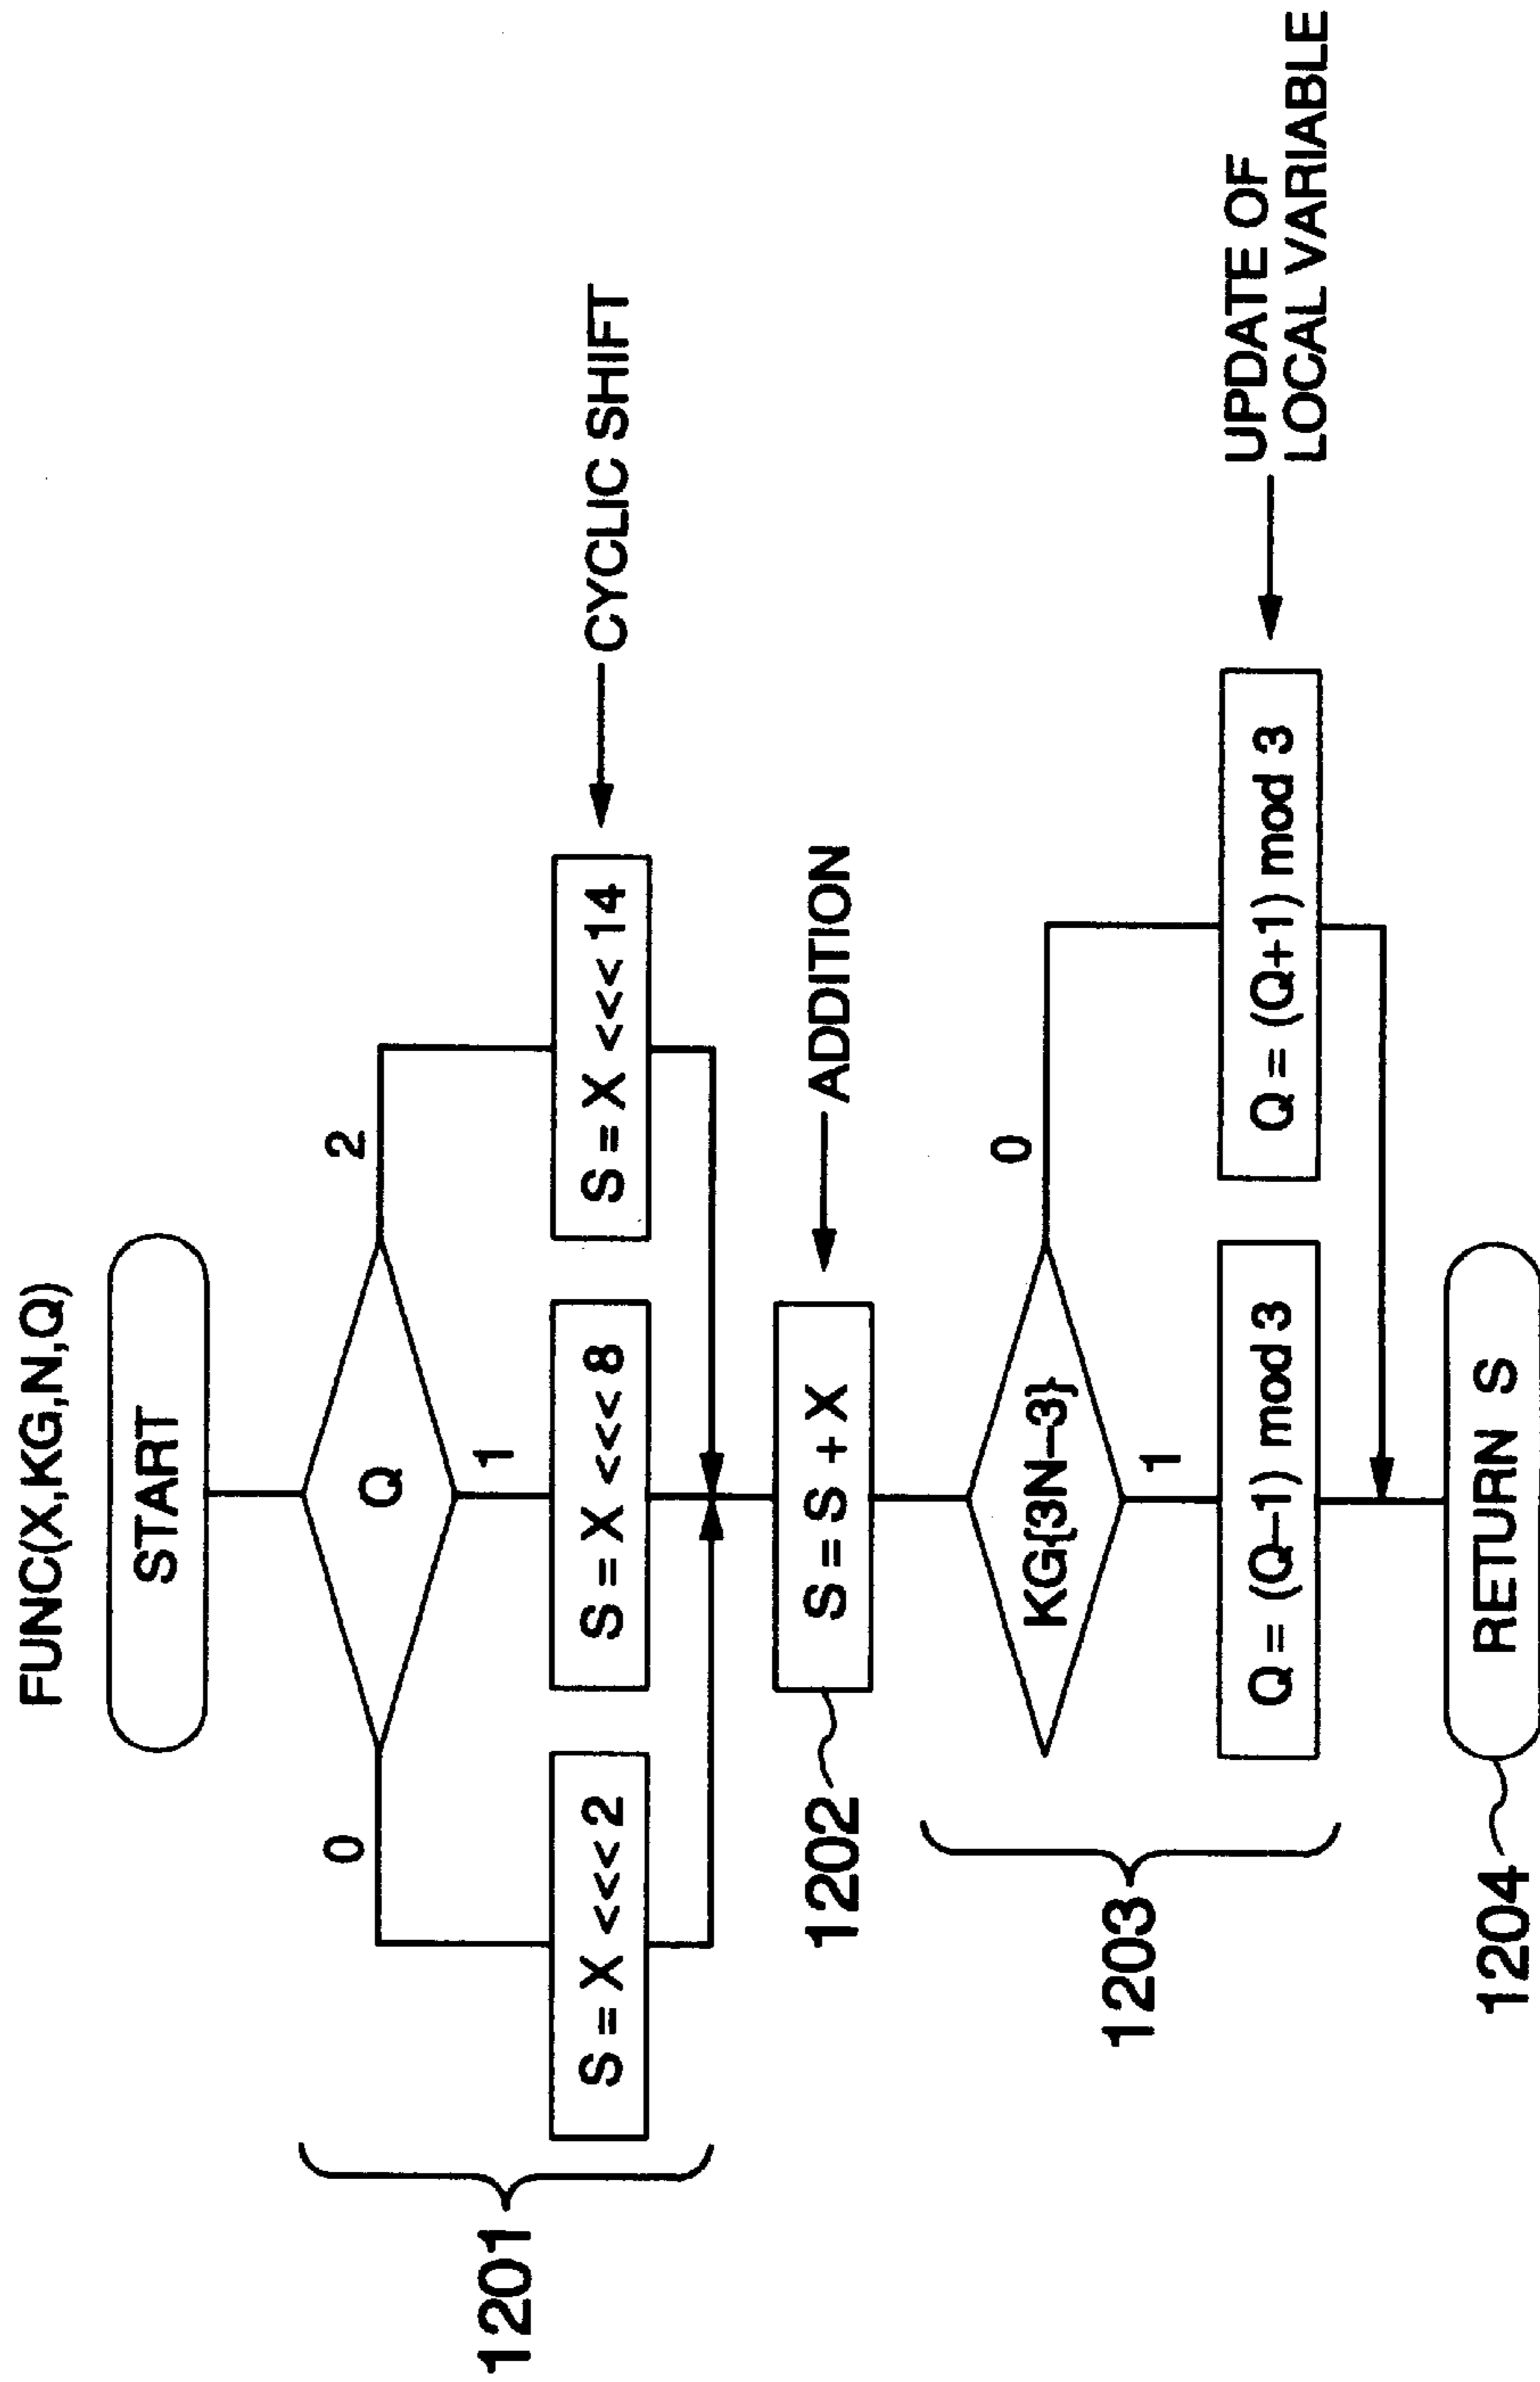 FUNC(X,KG,N,Q)
START
Q
0
1
2
1201
S = X <<< 2
S = X <<< 8
S = X <<< 14
CYCLIC SHIFT
1202
S = S + X
ADDITION
KG{3N–3}
0
1
1203
Q = (Q–1) mod 3
Q = (Q+1) mod 3
UPDATE OF
LOCAL VARIABLE
1204
RETURN S